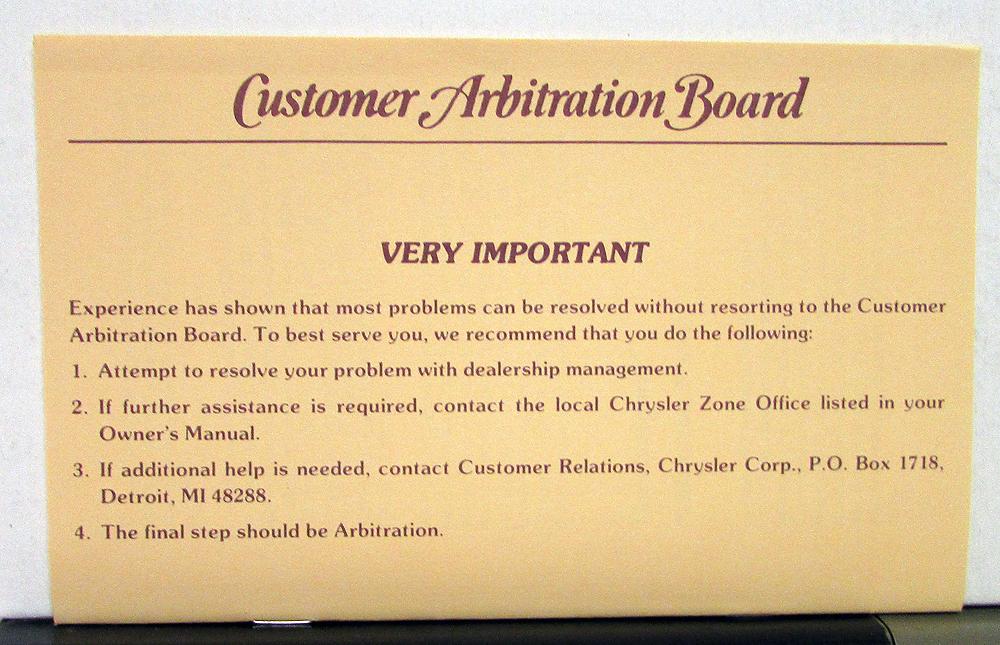 Customer Arbitration Board
VERY IMPORTANT
Experience has shown that most problems can be resolved without resorting to the Customer
Arbitration Board. To best serve you, we recommend that you do the following:
1. Attempt to resolve your problem with dealership management.
2. If further assistance is required, contact the local Chrysler Zone Office listed in your
Owner's Manual.
3. If additional help is needed, contact Customer Relations, Chrysler Corp., P.O. Box 1718,
Detroit, MI 48288.
4. The final step should be Arbitration.